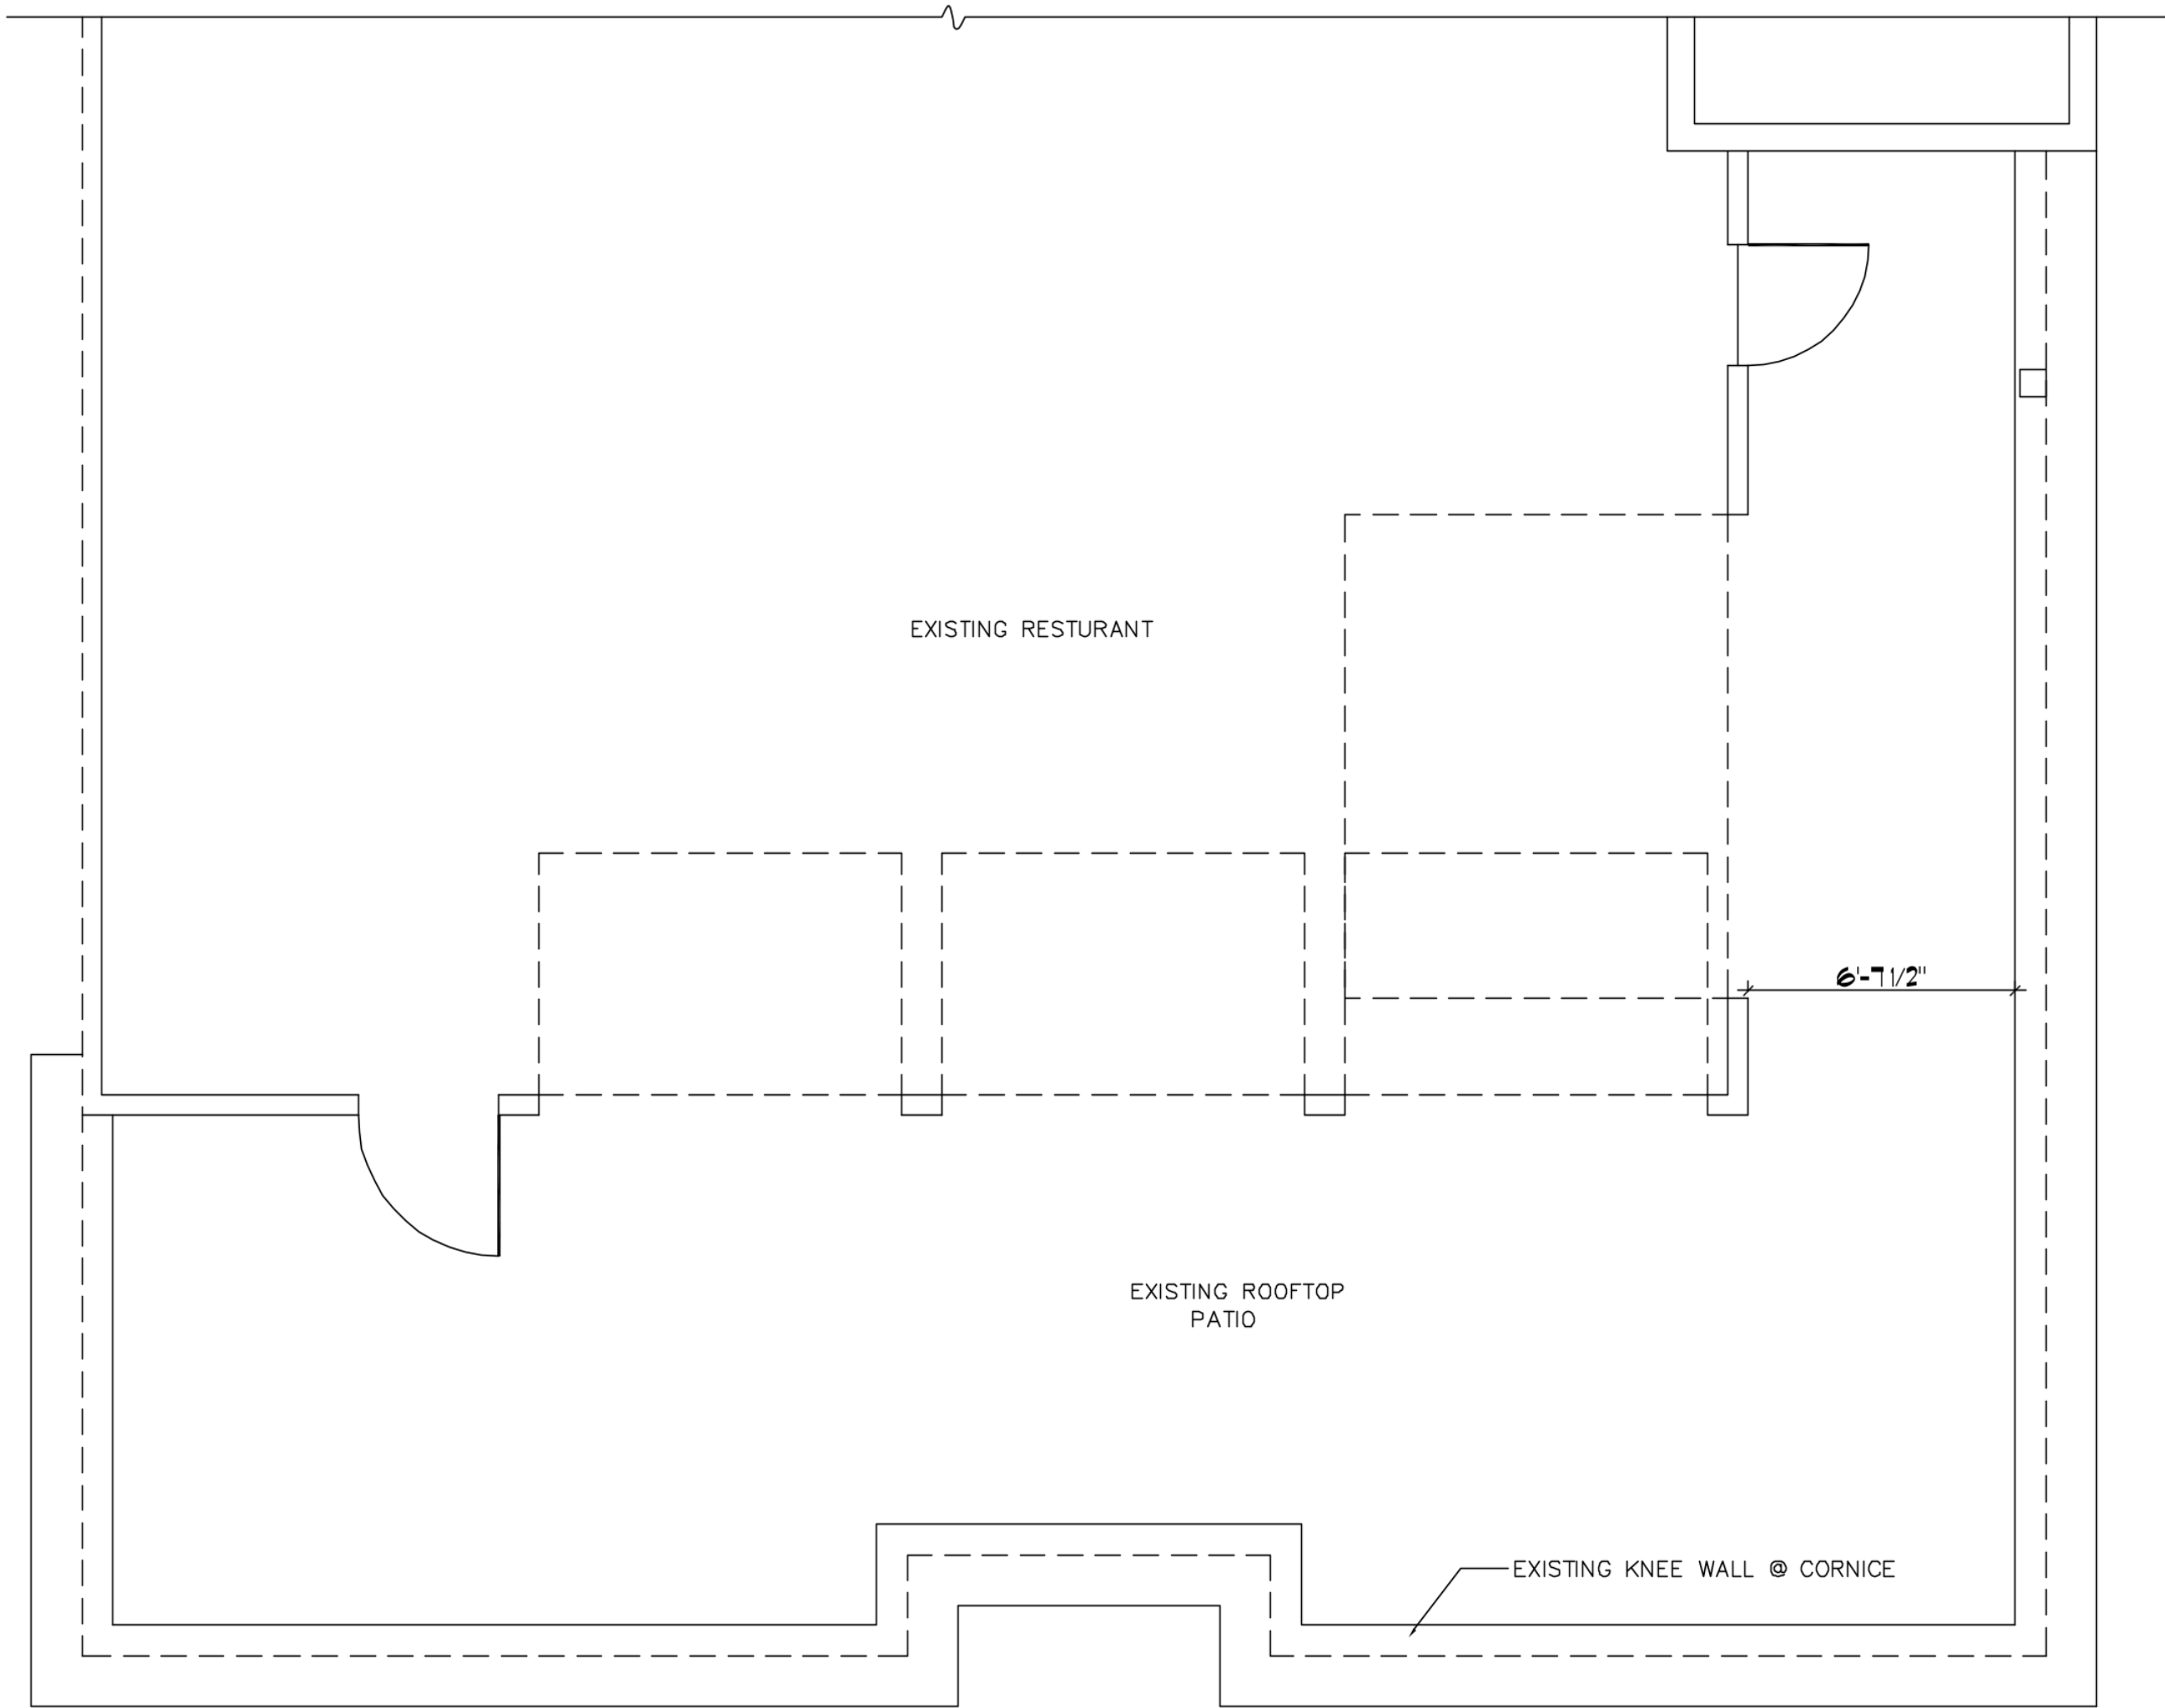 EXISTING RESTURANT
6'-7 1/2"
EXISTING ROOFTOP
PATIO
EXISTING KNEE WALL @ CORNICE